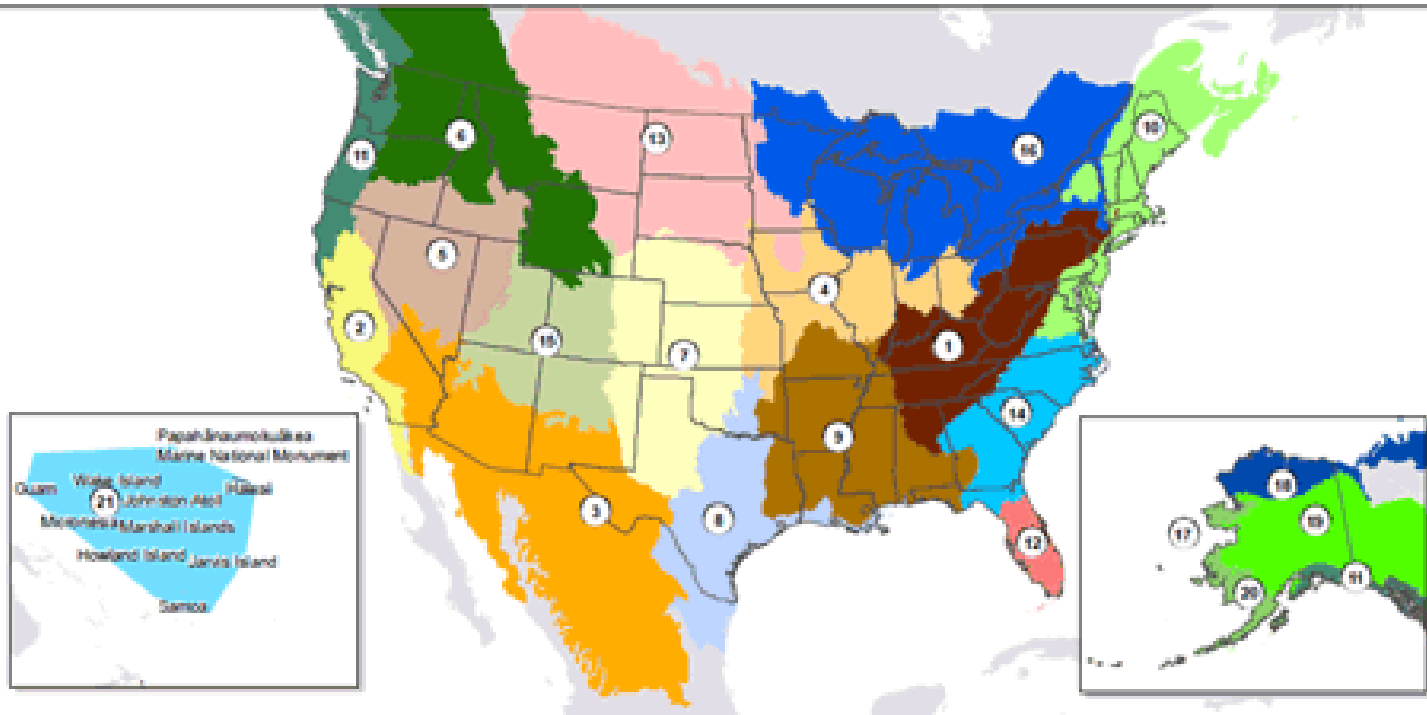 6
13
16
10
11
5
4
2
15
7
1
9
14
3
8
12
Papahānaumokuākea
Marine National Monument
Wake Island
Guam
Hawaii
21
Johnston Atoll
Micronesia
Marshall Islands
Howland Island
Jarvis Island
Samoa
18
19
17
11
20